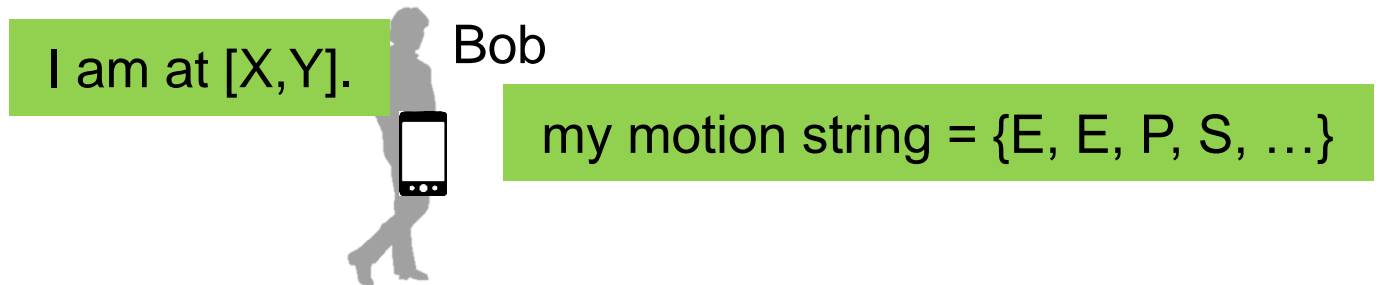 I am at [X,Y].
Bob
my motion string = {E, E, P, S, …}